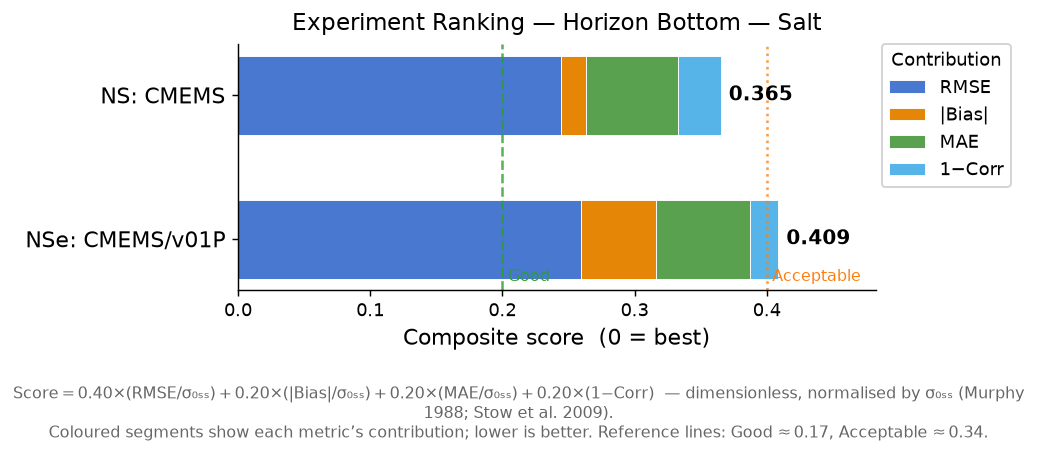 Experiment Ranking — Horizon Bottom — Salt
NS: CMEMS
0.365
NSe: CMEMS/v01P
0.409
Good
Acceptable
0.0 0.1 0.2 0.3 0.4
Composite score (0 = best)
Contribution
RMSE
|Bias|
MAE
1−Corr
Score = 0.40×(RMSE/σ₀ₛₛ) + 0.20×(|Bias|/σ₀ₛₛ) + 0.20×(MAE/σ₀ₛₛ) + 0.20×(1−Corr) — dimensionless, normalised by σ₀ₛₛ (Murphy
1988; Stow et al. 2009).
Coloured segments show each metric’s contribution; lower is better. Reference lines: Good ≈ 0.17, Acceptable ≈ 0.34.